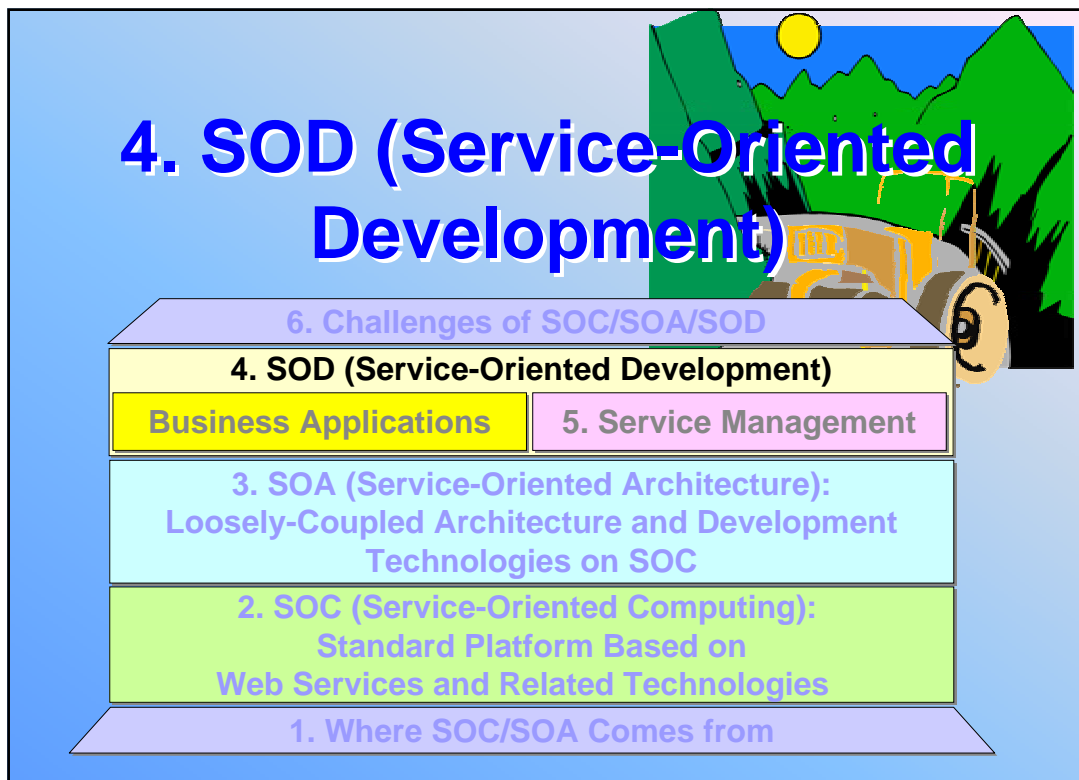 4. SOD (Service-Oriented
Development)
6. Challenges of SOC/SOA/SOD
4. SOD (Service-Oriented Development)
Business Applications
5. Service Management
3. SOA (Service-Oriented Architecture):
Loosely-Coupled Architecture and Development
Technologies on SOC
2. SOC (Service-Oriented Computing):
Standard Platform Based on
Web Services and Related Technologies
1. Where SOC/SOA Comes from